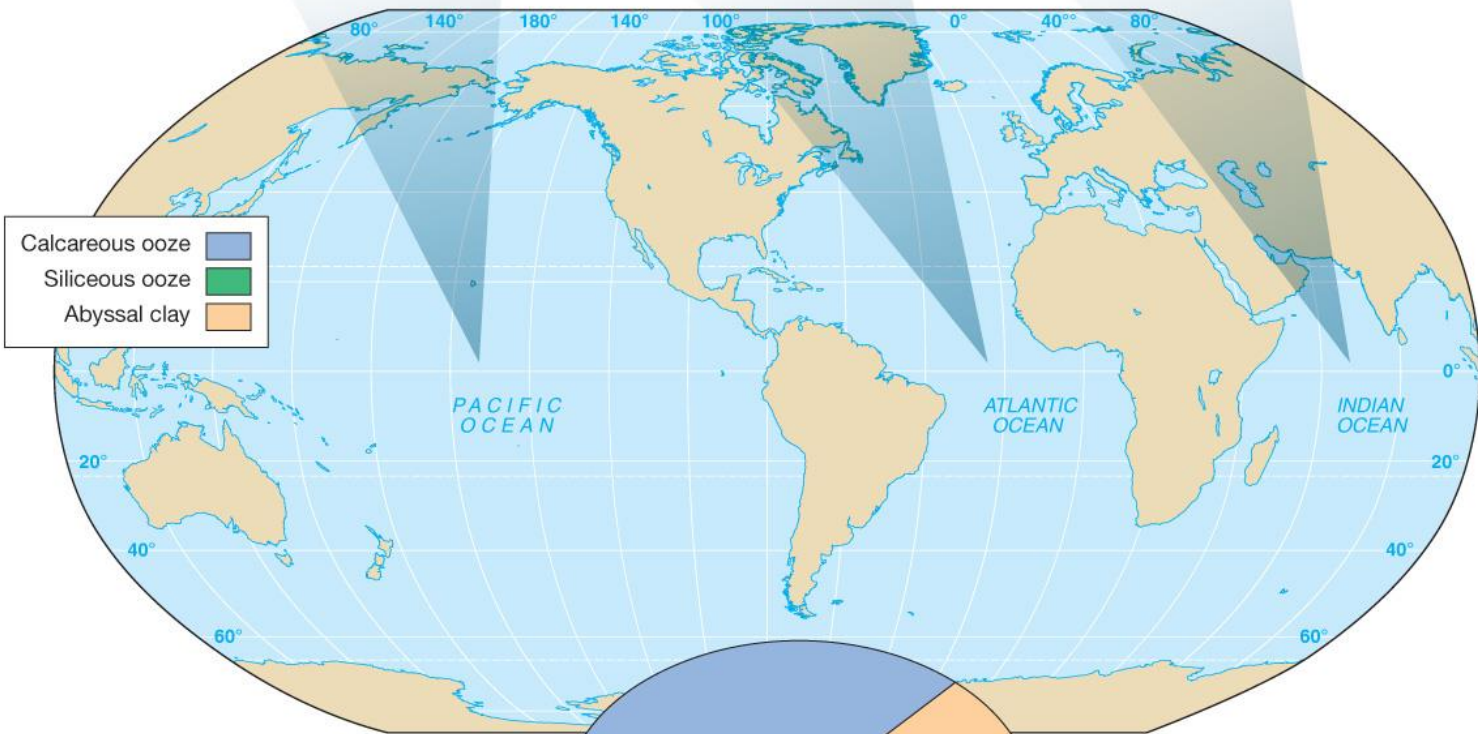 80° 140° 180° 140° 100° 0° 40°° 80°
Calcareous ooze
Siliceous ooze
Abyssal clay
0°
PACIFIC
OCEAN
ATLANTIC
OCEAN
INDIAN
OCEAN
20° 20°
40° 40°
60° 60°